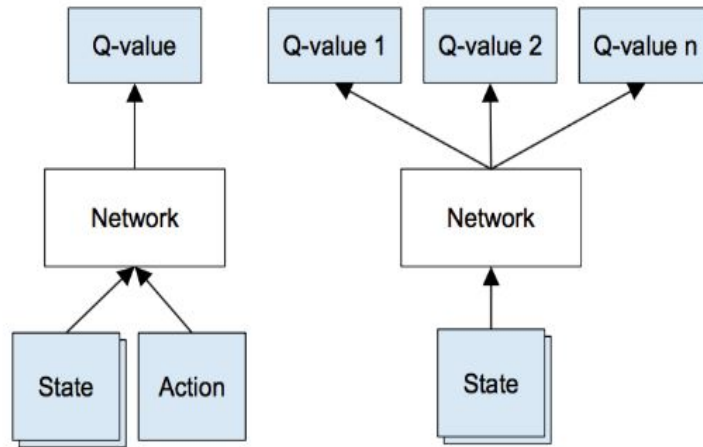 Q-value
Q-value 1
Q-value 2
Q-value n
Network
Network
State
Action
State